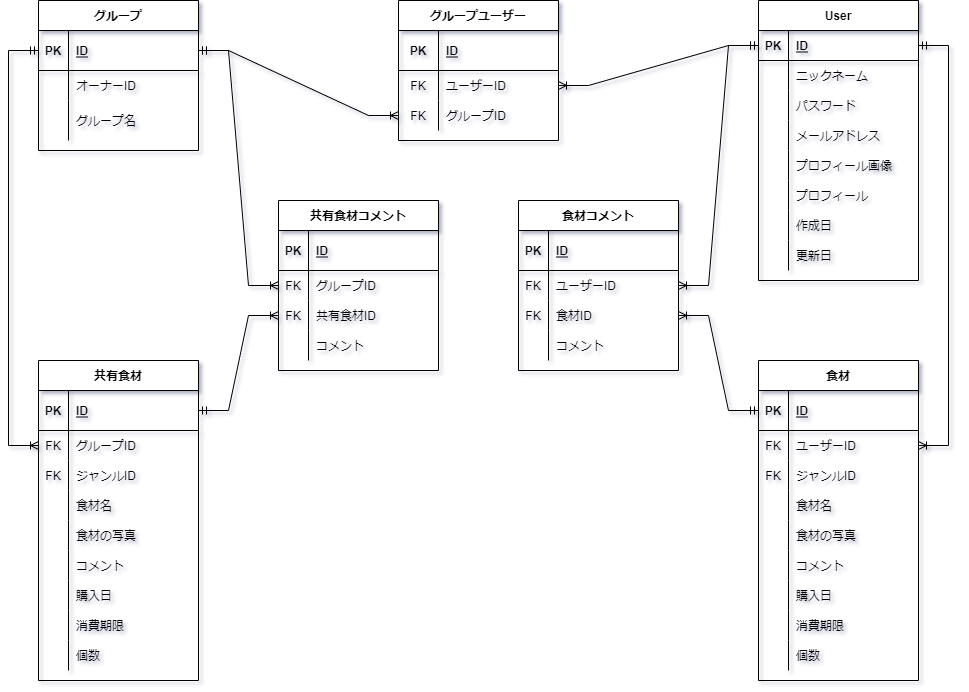 グループ
PK ID
オーナーID
グループ名
グループユーザー
PK ID
FK ユーザーID
FK グループID
User
PK ID
ニックネーム
パスワード
メールアドレス
プロフィール画像
プロフィール
作成日
更新日
共有食材コメント
PK ID
FK グループID
FK 共有食材ID
コメント
食材コメント
PK ID
FK ユーザーID
FK 食材ID
コメント
共有食材
PK ID
FK グループID
FK ジャンルID
食材名
食材の写真
コメント
購入日
消費期限
個数
食材
PK ID
FK ユーザーID
FK ジャンルID
食材名
食材の写真
コメント
購入日
消費期限
個数